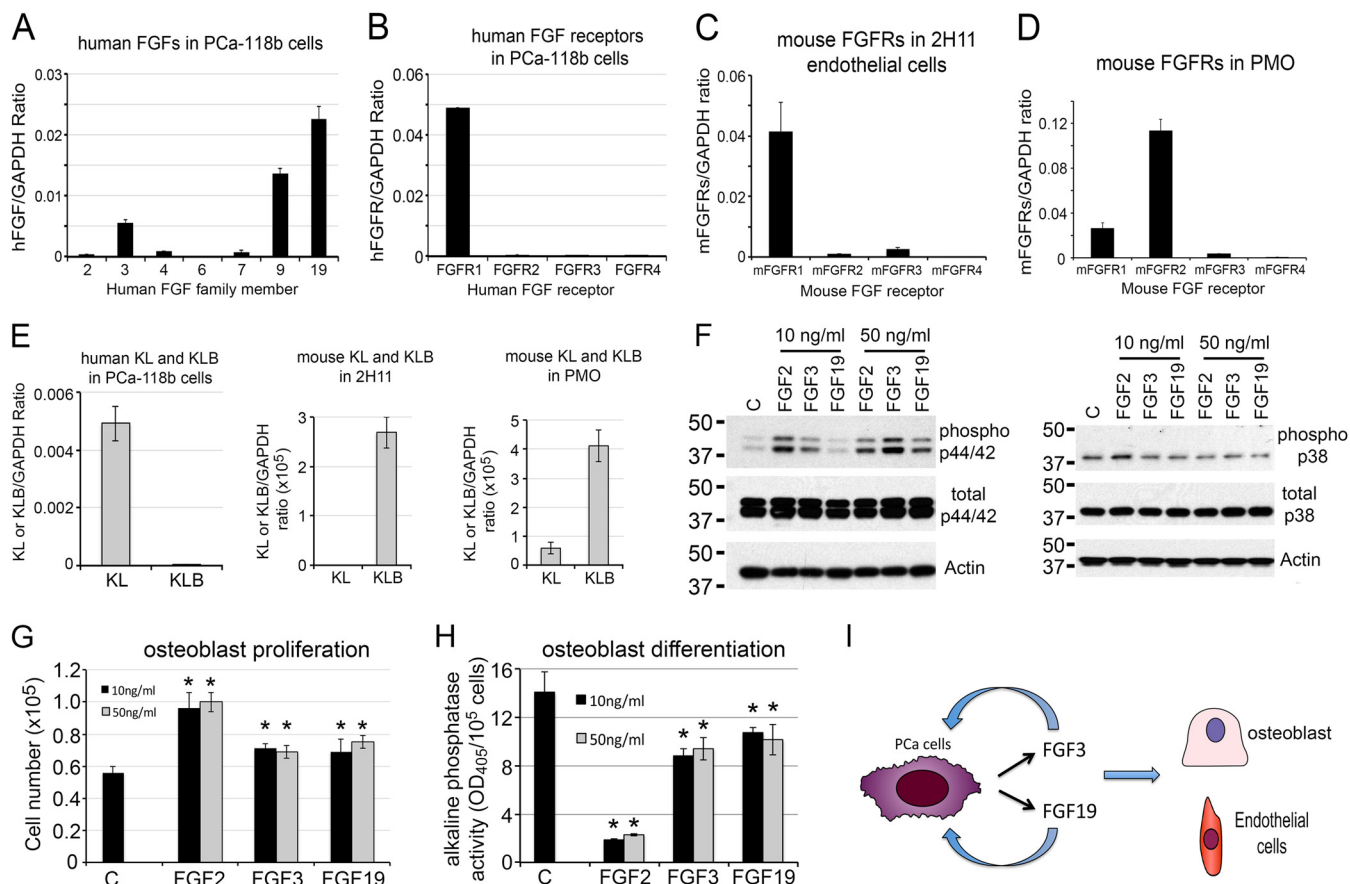 A
human FGFs in PCa-118b cells
hFGF/GAPDH Ratio
0.03
0.02
0.01
0
2 3 4 6 7 9 19
Human FGF family member
B
human FGF receptors
in PCa-118b cells
hFGFR/GAPDH Ratio
0.06
0.04
0.02
0.00
FGFR1 FGFR2 FGFR3 FGFR4
Human FGF receptor
C
mouse FGFRs in 2H11
endothelial cells
mFGFRs/GAPDH ratio
0.06
0.04
0.02
0.00
mFGFR1 mFGFR2 mFGFR3 mFGFR4
Mouse FGF receptor
D
mouse FGFRs in PMO
mFGFRs/GAPDH ratio
0.12
0.08
0.04
0.00
mFGFR1 mFGFR2 mFGFR3 mFGFR4
Mouse FGF receptor
E
human KL and KLB
in PCa-118b cells
KL or KLB/GAPDH Ratio
0.006
0.004
0.002
0
KL KLB
mouse KL and KLB
in 2H11
KL or KLB/GAPDH
ratio (x105)
3
2
1
0
KL KLB
mouse KL and KLB
in PMO
KL or KLB/GAPDH
ratio (x105)
5
4
3
2
1
0
KL KLB
F
10 ng/ml 50 ng/ml
C FGF2 FGF3 FGF19 FGF2 FGF3 FGF19
50
37
phospho
p44/42
50
37
total
p44/42
50
37
Actin
10 ng/ml 50 ng/ml
C FGF2 FGF3 FGF19 FGF2 FGF3 FGF19
50
37
phospho
p38
50
37
total
p38
50
37
Actin
G
osteoblast proliferation
Cell number (x10⁵)
1.2
1.0
0.8
0.6
0.4
0.2
0
10ng/ml
50ng/ml
* * * * * *
C FGF2 FGF3 FGF19
H
osteoblast differentiation
alkaline phosphatase
activity (OD₄₀₅/10⁵ cells)
16
12
8
4
0
10ng/ml
50ng/ml
* * * * * *
C FGF2 FGF3 FGF19
I
PCa cells
FGF3
FGF19
osteoblast
Endothelial
cells